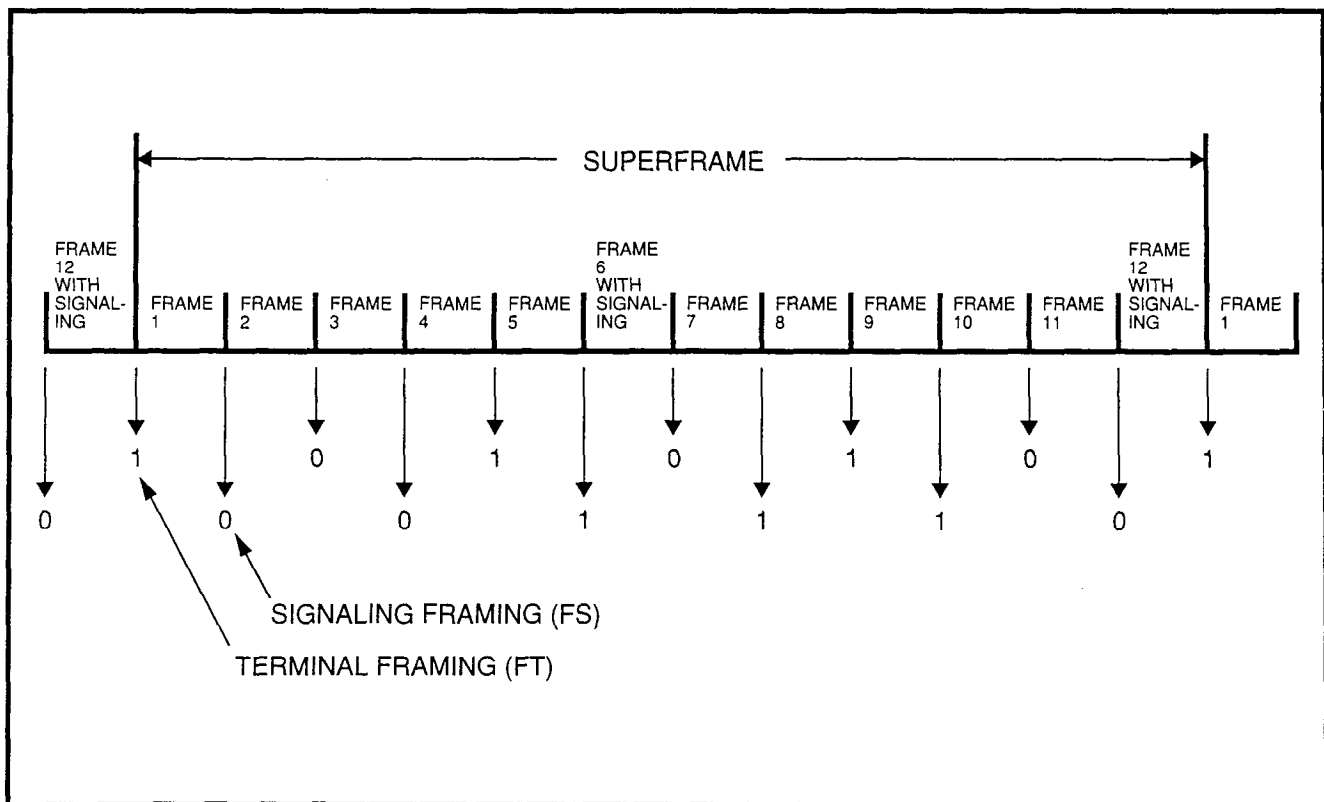 SUPERFRAME
FRAME
12
WITH
SIGNAL-
ING
FRAME
1
FRAME
2
FRAME
3
FRAME
4
FRAME
5
FRAME
6
WITH
SIGNAL-
ING
FRAME
7
FRAME
8
FRAME
9
FRAME
10
FRAME
11
FRAME
12
WITH
SIGNAL-
ING
FRAME
1
1 0 1 0 1 0 1
0 0 0 1 1 1 0
SIGNALING FRAMING (FS)
TERMINAL FRAMING (FT)